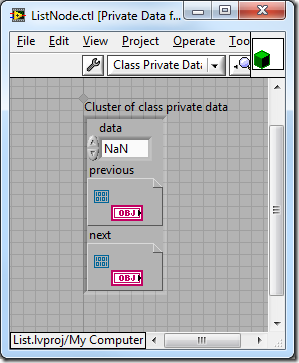 ListNode.ctl [Private Data f...
File Edit View Project Operate Too
Class Private Data
Cluster of class private data
data
NaN
previous
OBJ
next
OBJ
List.lvproj/My Computer